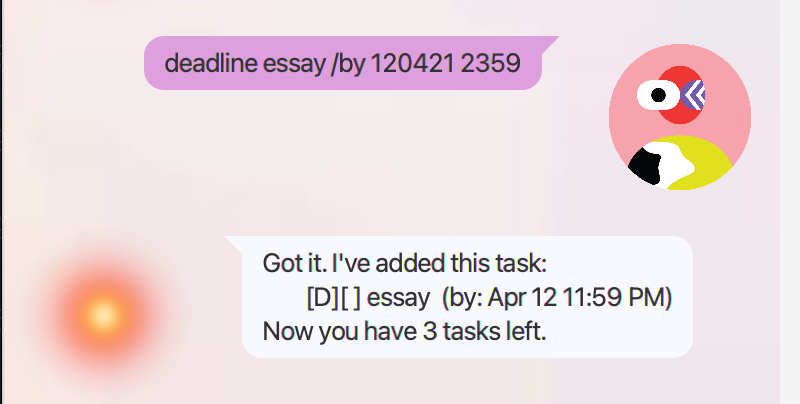 deadline essay /by 120421 2359
Got it. I've added this task:
[D][ ] essay  (by: Apr 12 11:59 PM)
Now you have 3 tasks left.